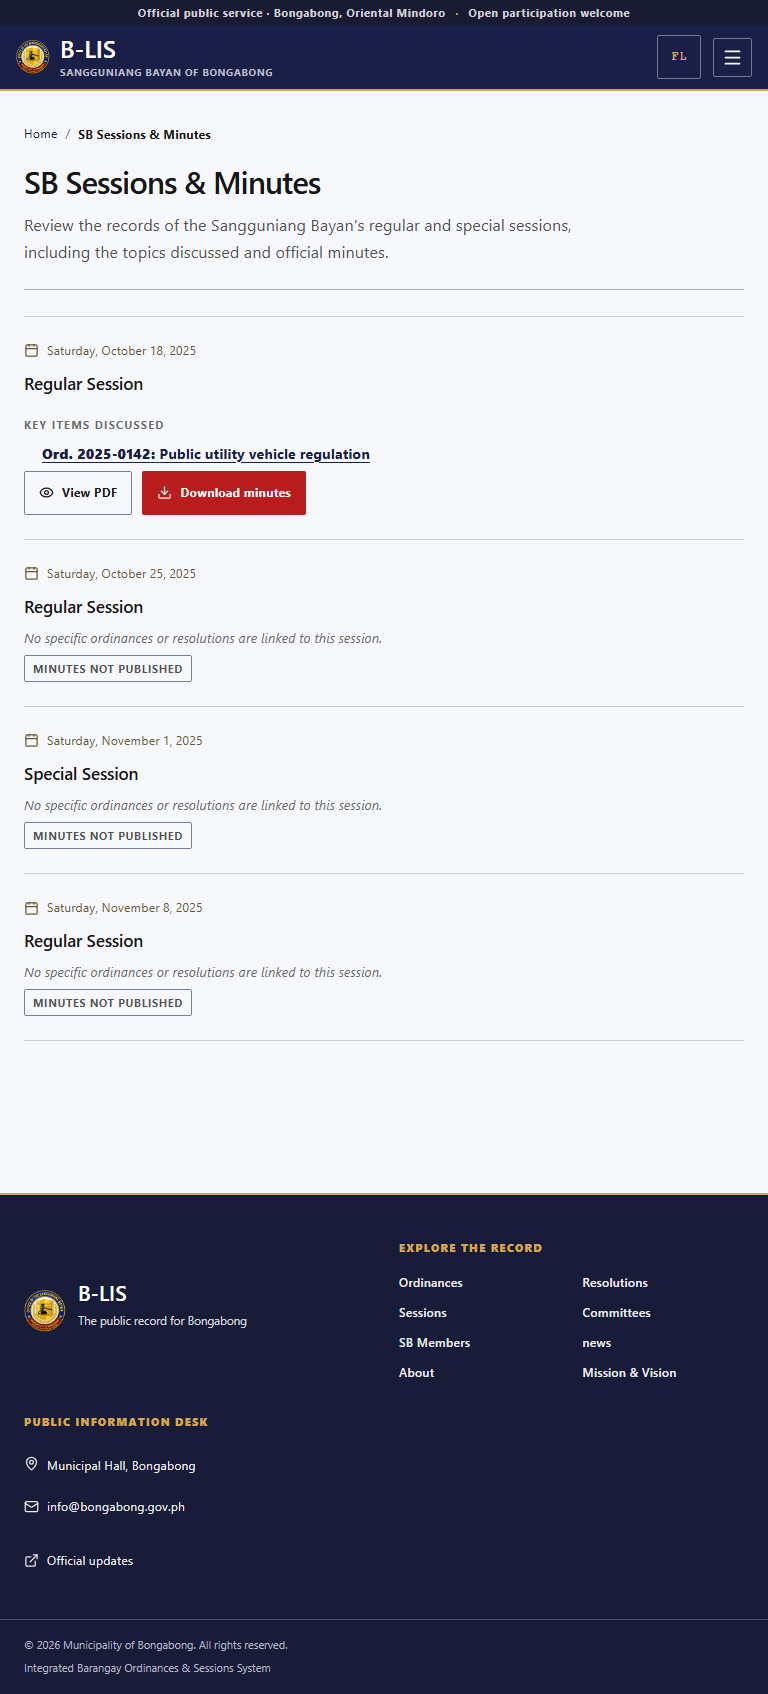 Official public service · Bongabong, Oriental Mindoro · Open participation welcome
B-LIS
SANGGUNIANG BAYAN OF BONGABONG
FL
Home / SB Sessions & Minutes
SB Sessions & Minutes
Review the records of the Sangguniang Bayan's regular and special sessions,
including the topics discussed and official minutes.
Saturday, October 18, 2025
Regular Session
KEY ITEMS DISCUSSED
Ord. 2025-0142: Public utility vehicle regulation
View PDF
Download minutes
Saturday, October 25, 2025
Regular Session
No specific ordinances or resolutions are linked to this session.
MINUTES NOT PUBLISHED
Saturday, November 1, 2025
Special Session
No specific ordinances or resolutions are linked to this session.
MINUTES NOT PUBLISHED
Saturday, November 8, 2025
Regular Session
No specific ordinances or resolutions are linked to this session.
MINUTES NOT PUBLISHED
B-LIS
The public record for Bongabong
EXPLORE THE RECORD
Ordinances
Resolutions
Sessions
Committees
SB Members
news
About
Mission & Vision
PUBLIC INFORMATION DESK
Municipal Hall, Bongabong
info@bongabong.gov.ph
Official updates
© 2026 Municipality of Bongabong. All rights reserved.
Integrated Barangay Ordinances & Sessions System